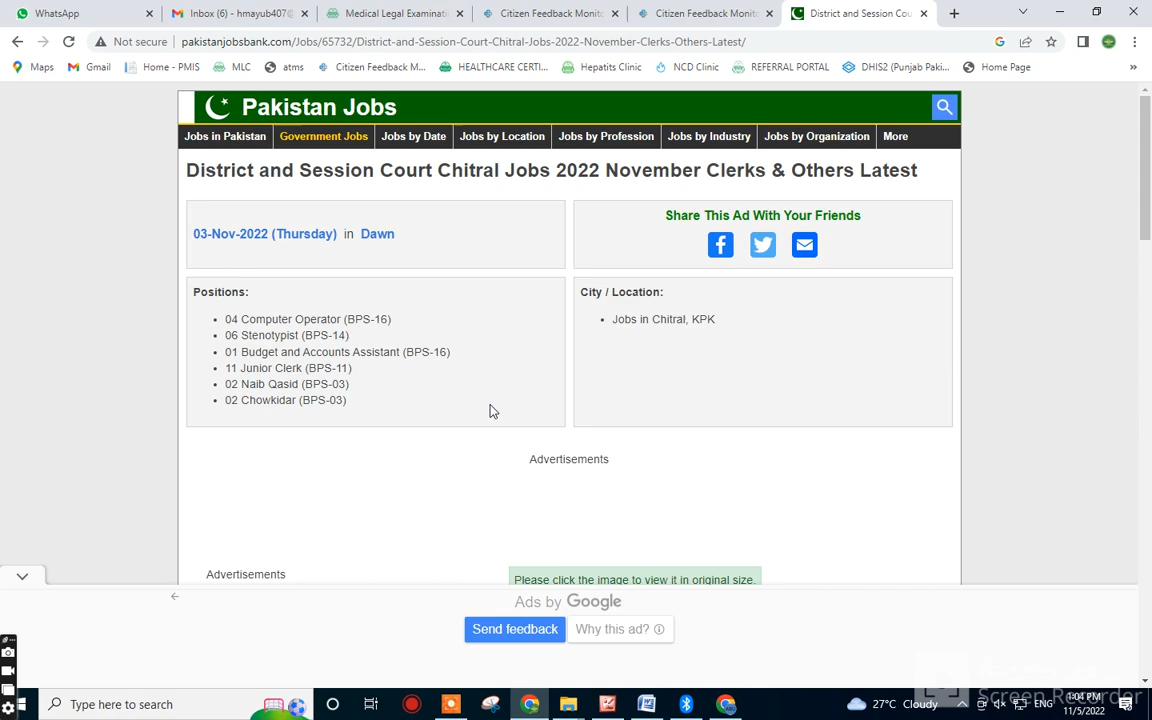 WhatsApp
Inbox (6) - hmayub407@
Medical Legal Examinati
Citizen Feedback Monito
Citizen Feedback Monito
District and Session Cou
Not secure
pakistanjobsbank.com/Jobs/65732/District-and-Session-Court-Chitral-Jobs-2022-November-Clerks-Others-Latest/
Maps
Gmail
Home - PMIS
MLC
atms
Citizen Feedback M...
HEALTHCARE CERTI...
Hepatits Clinic
NCD Clinic
REFERRAL PORTAL
DHIS2 (Punjab Paki...
Home Page
»
Pakistan Jobs
Jobs in Pakistan
Government Jobs
Jobs by Date
Jobs by Location
Jobs by Profession
Jobs by Industry
Jobs by Organization
More
District and Session Court Chitral Jobs 2022 November Clerks & Others Latest
03-Nov-2022 (Thursday) in Dawn
Share This Ad With Your Friends
Positions:
• 04 Computer Operator (BPS-16)
• 06 Stenotypist (BPS-14)
• 01 Budget and Accounts Assistant (BPS-16)
• 11 Junior Clerk (BPS-11)
• 02 Naib Qasid (BPS-03)
• 02 Chowkidar (BPS-03)
City / Location:
• Jobs in Chitral, KPK
Advertisements
Advertisements
Please click the image to view it in original size.
Ads by Google
Send feedback
Why this ad?
Type here to search
27°C Cloudy
ENG
1:04 PM
11/5/2022
Screen Recorder